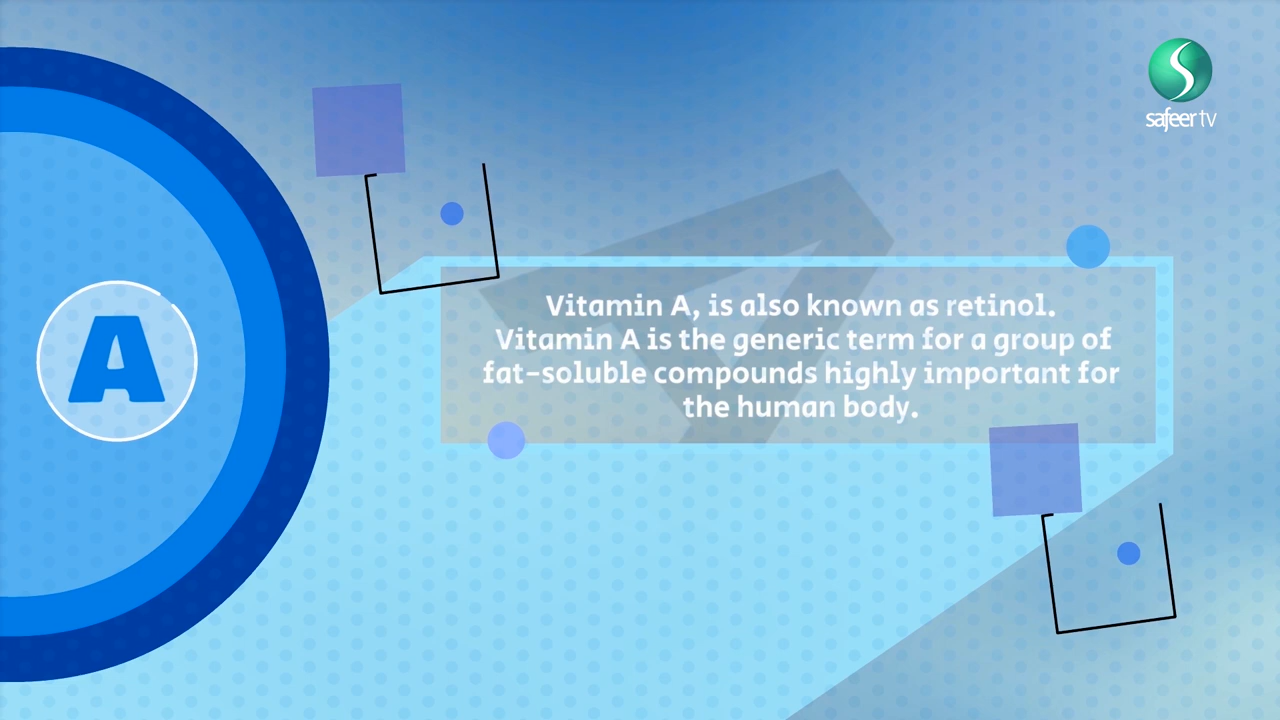 safeer tv
A
Vitamin A, is also known as retinol.
Vitamin A is the generic term for a group of
fat-soluble compounds highly important for
the human body.